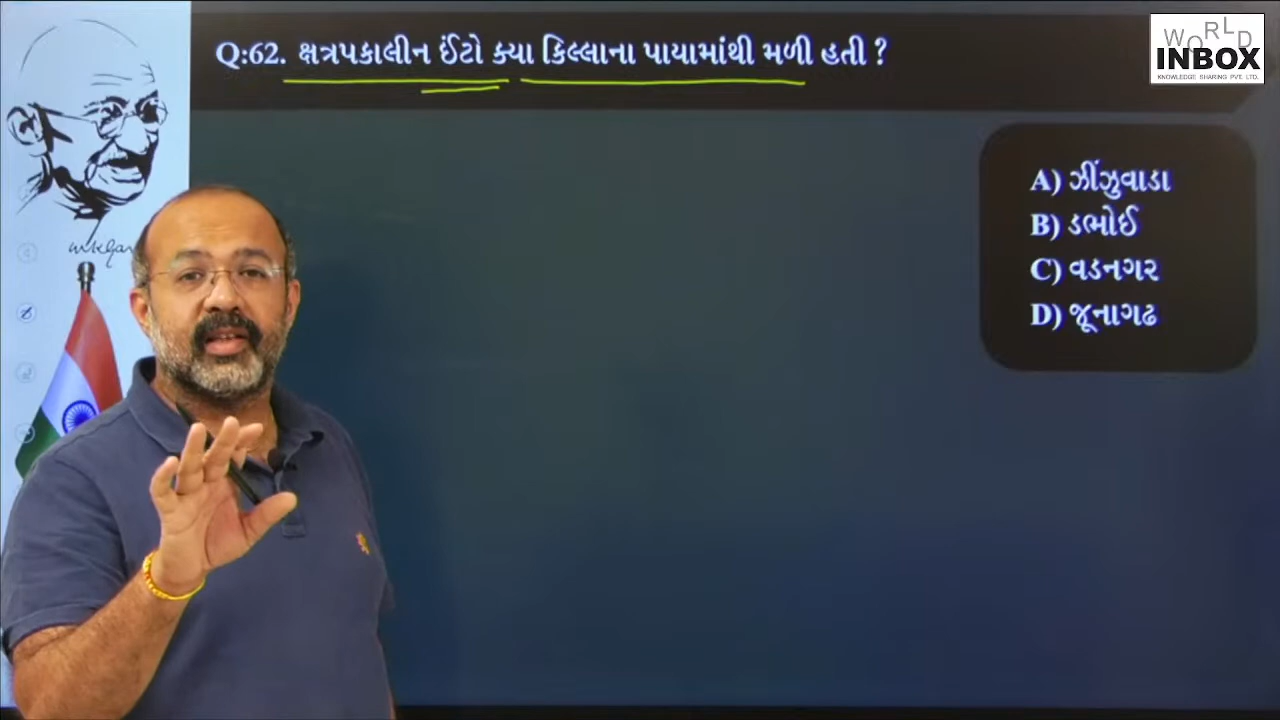 Q:62. ક્ષત્રપકાલીન ઈંટો ક્યા કિલ્લાના પાયામાંથી મળી હતી ?
WORLD
INBOX
KNOWLEDGE SHARING PVT. LTD.
A) ઝીંઝુવાડા
B) ડભોઈ
C) વડનગર
D) જૂનાગઢ